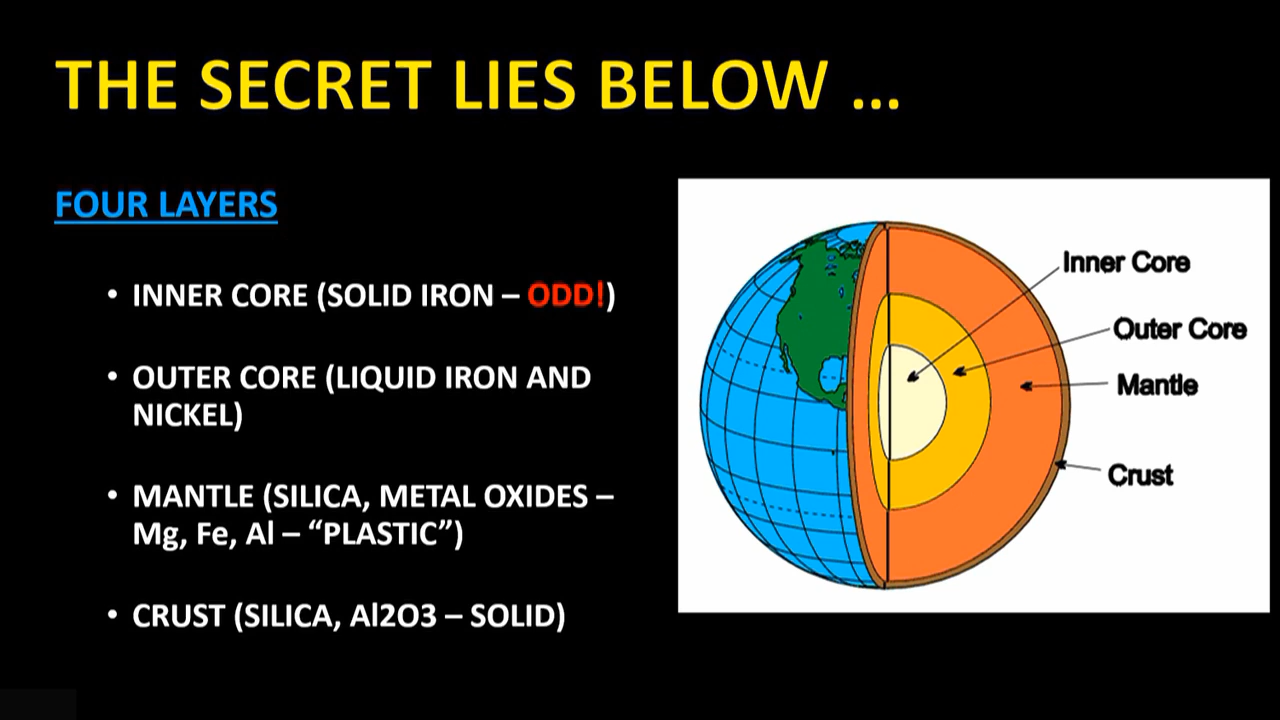 THE SECRET LIES BELOW ...
FOUR LAYERS
• INNER CORE (SOLID IRON – ODD!)
• OUTER CORE (LIQUID IRON AND
NICKEL)
• MANTLE (SILICA, METAL OXIDES –
Mg, Fe, Al – “PLASTIC”)
• CRUST (SILICA, Al2O3 – SOLID)
Inner Core
Outer Core
Mantle
Crust